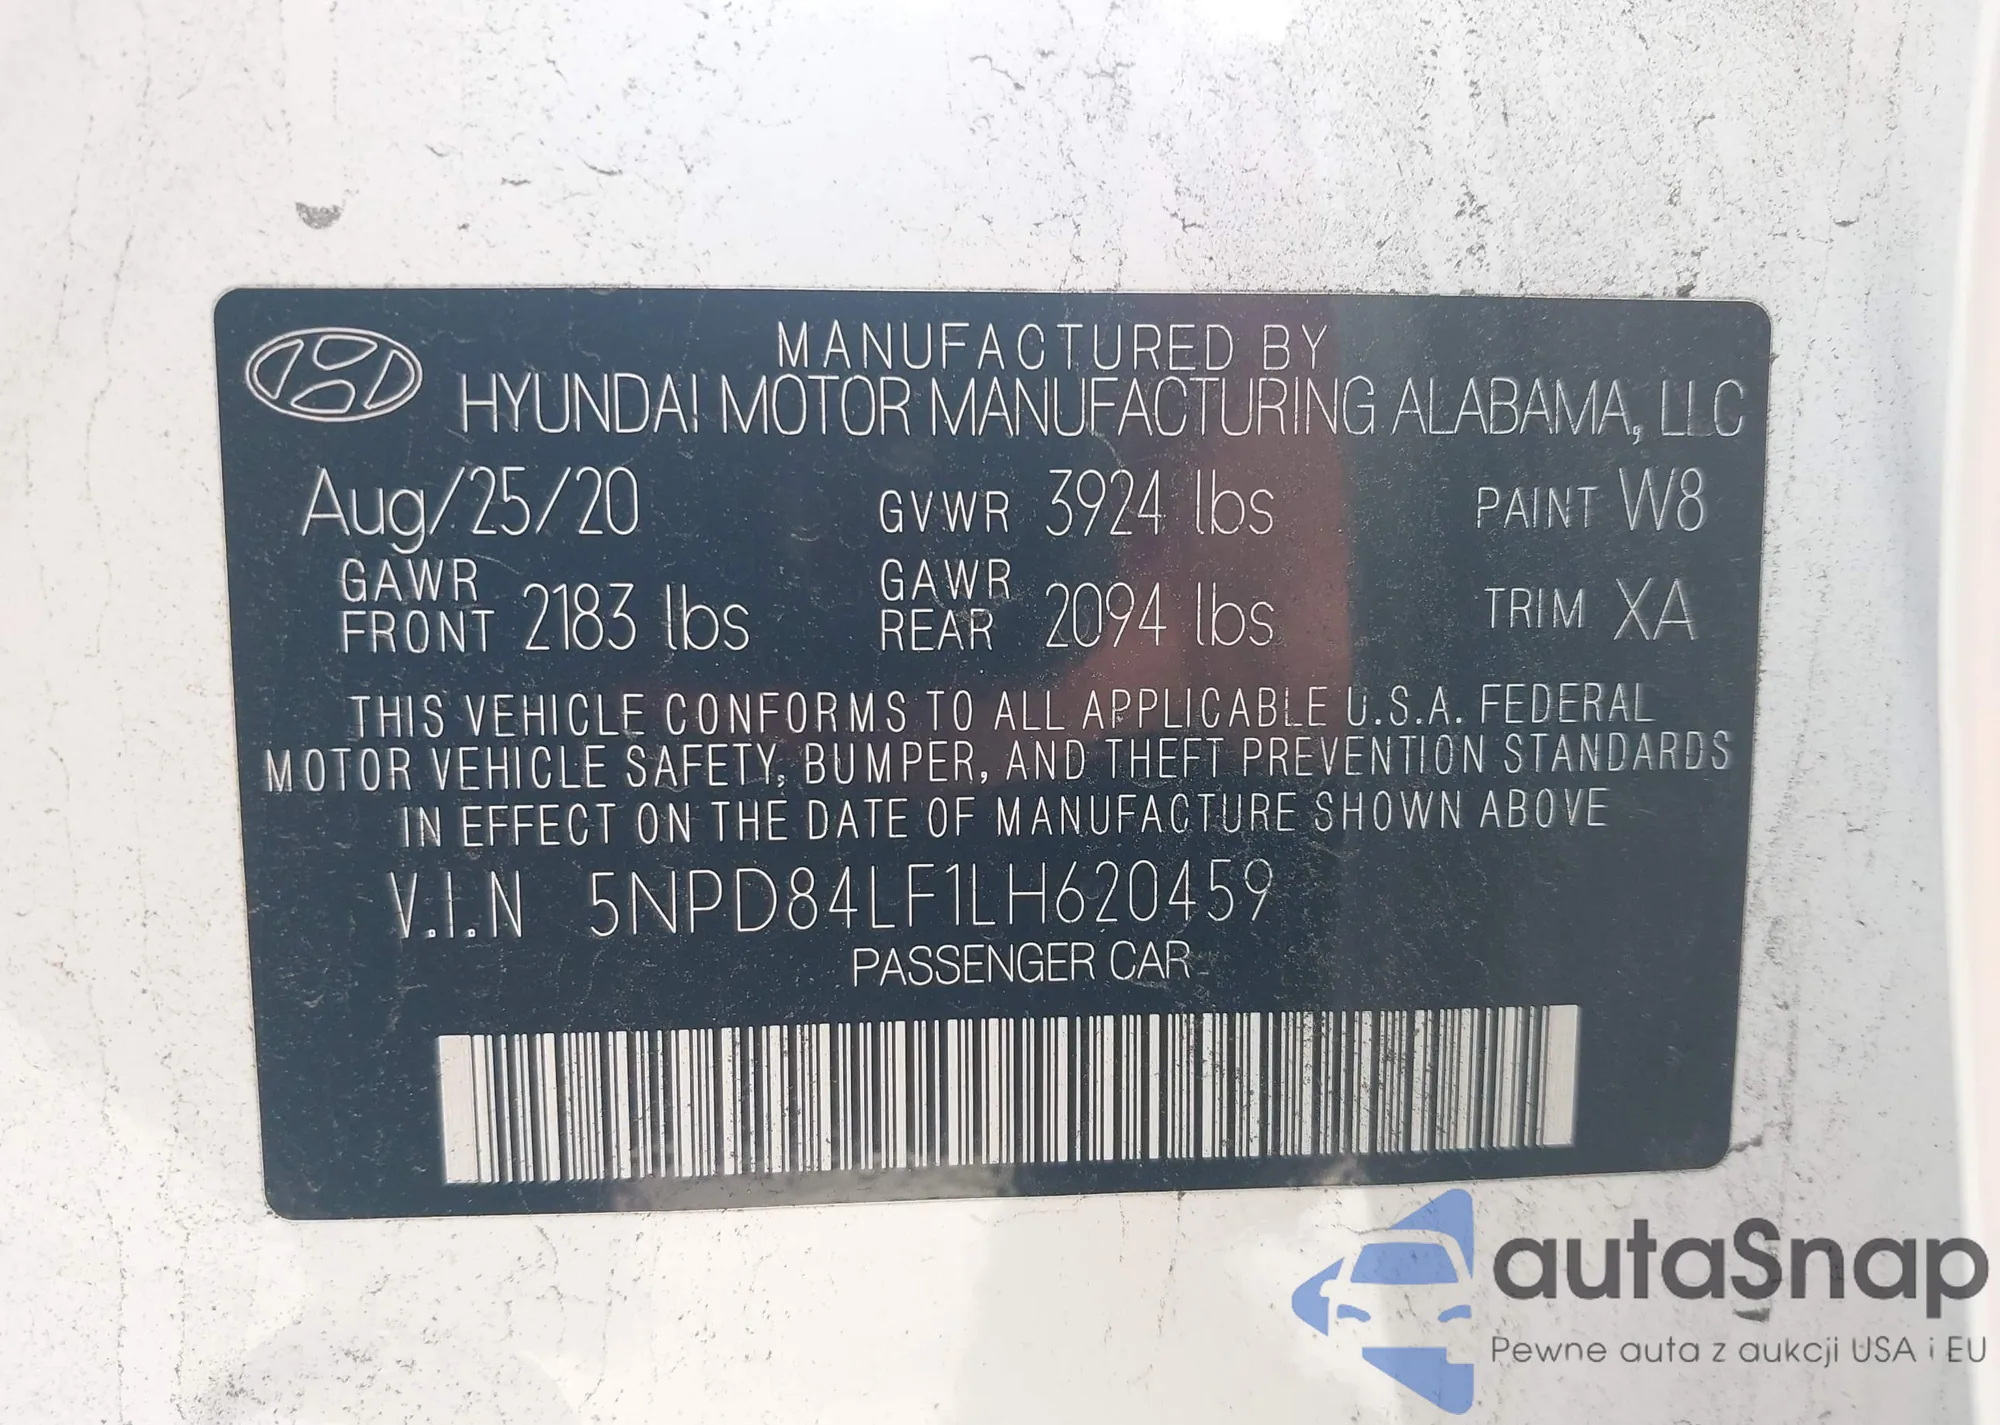 MANUFACTURED BY
HYUNDAI MOTOR MANUFACTURING ALABAMA, LLC
Aug/25/20 GVWR 3924 lbs PAINT W8
GAWR FRONT 2183 lbs GAWR REAR 2094 lbs TRIM XA
THIS VEHICLE CONFORMS TO ALL APPLICABLE U.S.A. FEDERAL
MOTOR VEHICLE SAFETY, BUMPER, AND THEFT PREVENTION STANDARDS
IN EFFECT ON THE DATE OF MANUFACTURE SHOWN ABOVE
V.I.N 5NPD84LF1LH620459
PASSENGER CAR
autaSnap
Pewne auta z aukcji USA i EU